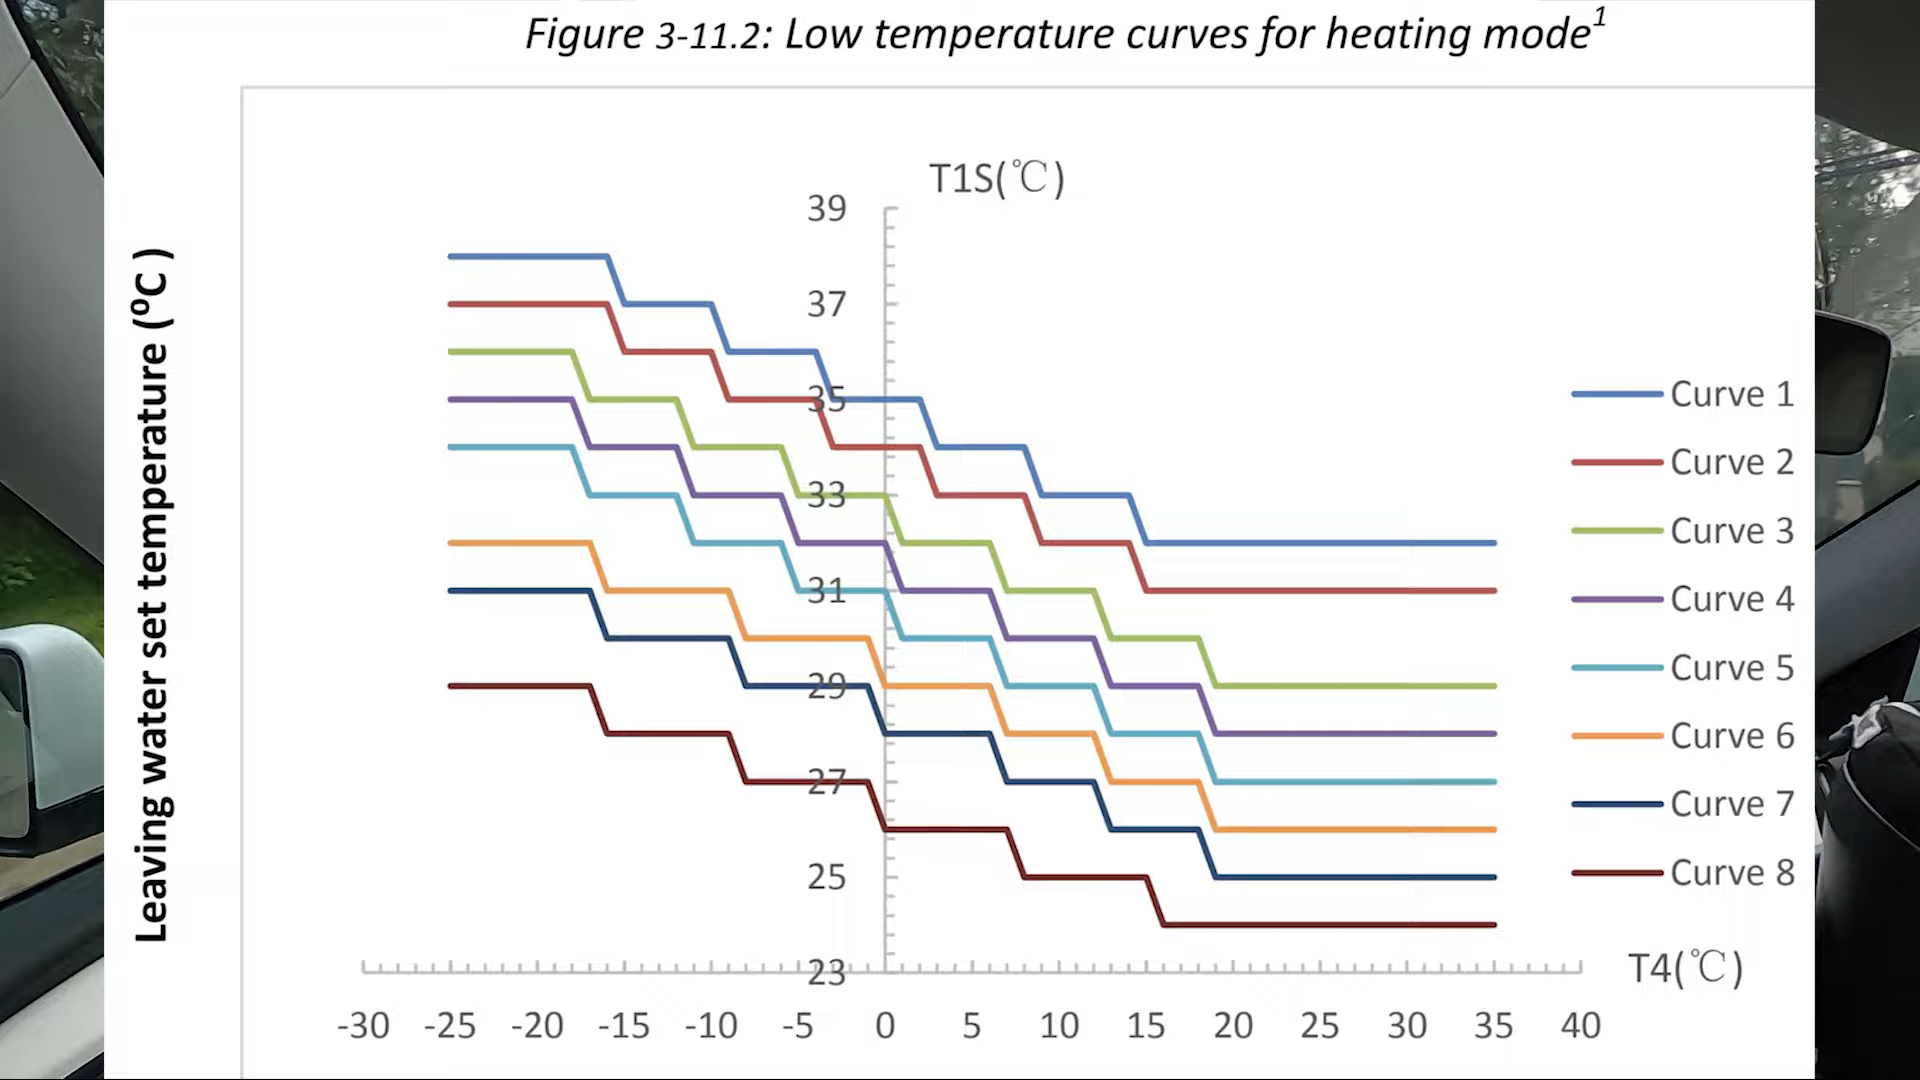 Figure 3-11.2: Low temperature curves for heating mode1
T1S(℃)
Leaving water set temperature (ºC)
39
37
35
33
31
29
27
25
23
Curve 1
Curve 2
Curve 3
Curve 4
Curve 5
Curve 6
Curve 7
Curve 8
T4(℃)
-30 -25 -20 -15 -10 -5 0 5 10 15 20 25 30 35 40